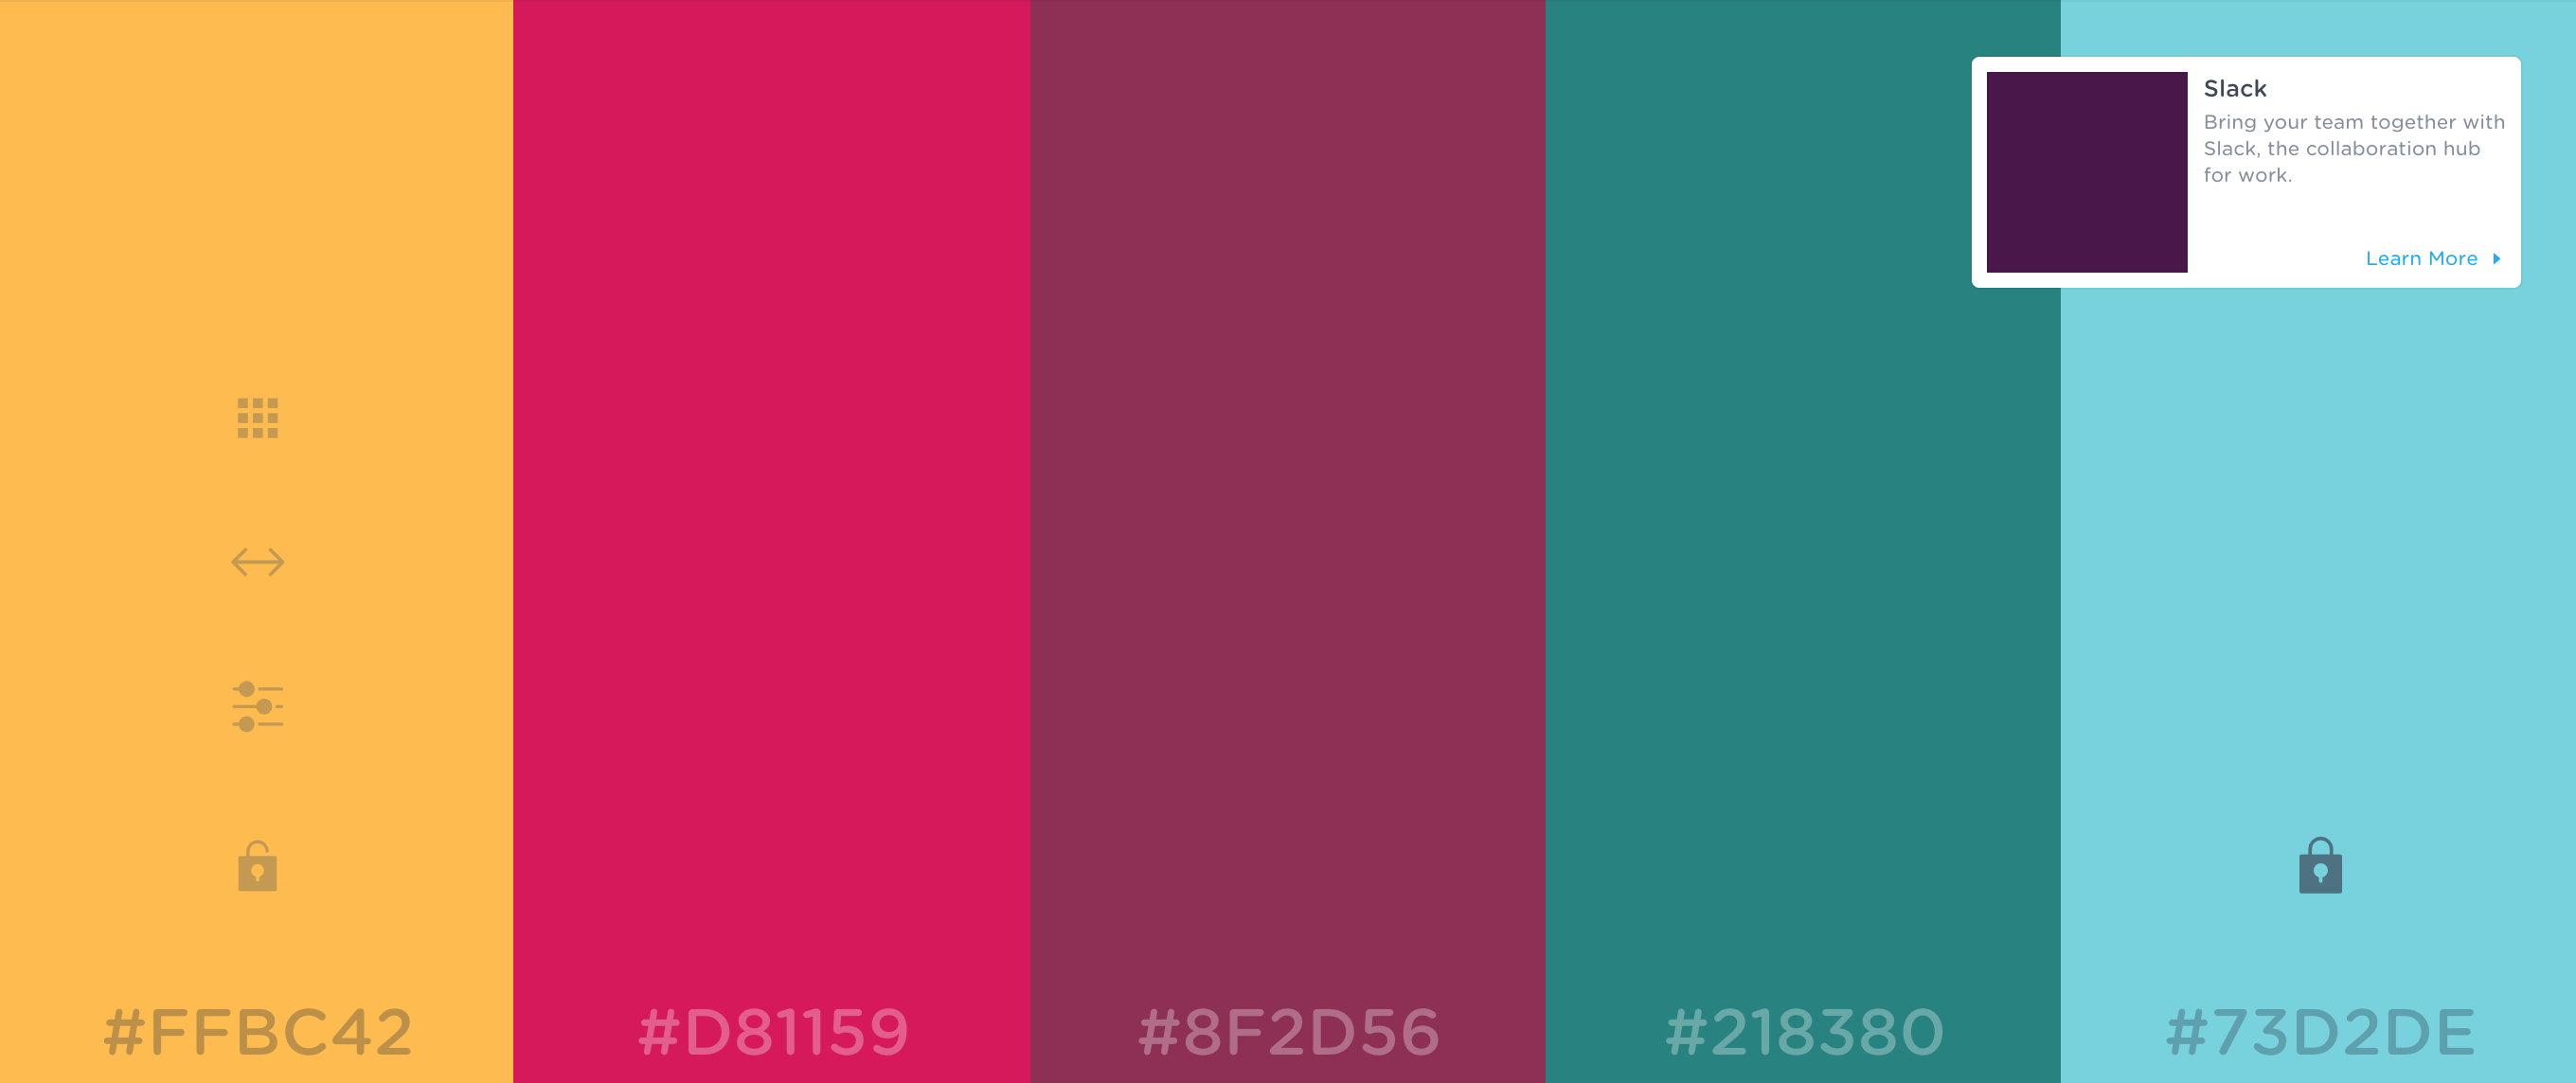 Slack
Bring your team together with
Slack, the collaboration hub
for work.
Learn More
#FFBC42
#D81159
#8F2D56
#218380
#73D2DE